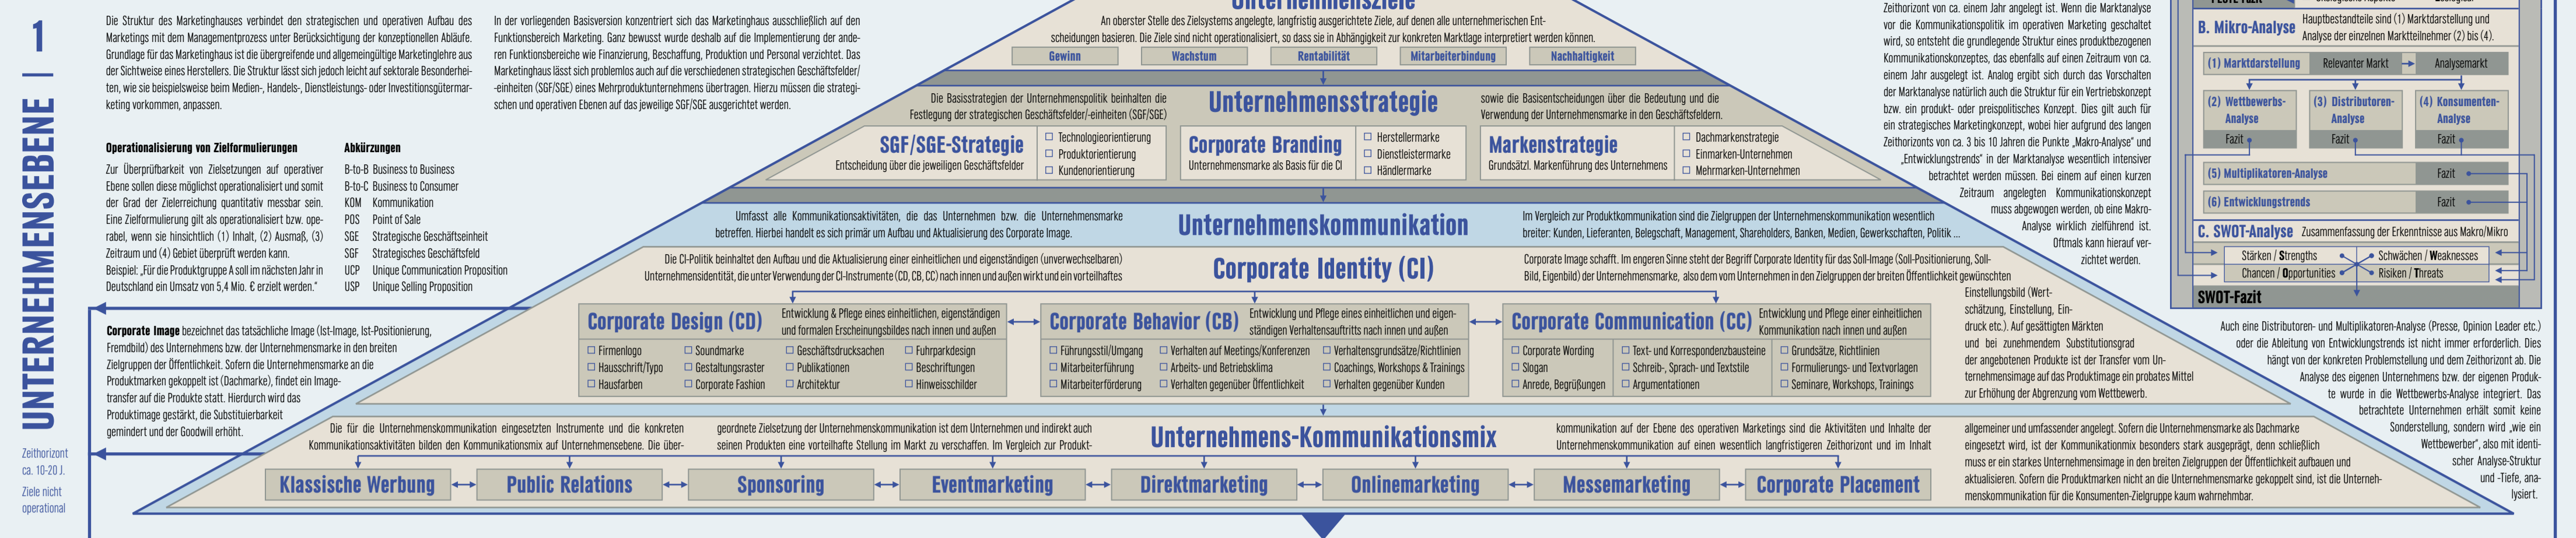 1 | UNTERNEHMENSEBENE
Die Struktur des Marketinghauses verbindet den strategischen und operativen Aufbau des
Marketings mit dem Managementprozess unter Berücksichtigung der konzeptionellen Abläufe.
Grundlage für das Marketinghaus ist die übergreifende und allgemeingültige Marketinglehre aus
der Sichtweise eines Herstellers. Die Struktur lässt sich jedoch leicht auf sektorale Besonderhei-
ten, wie sie beispielsweise beim Medien-, Handels-, Dienstleistungs- oder Investitionsgütermar-
keting vorkommen, anpassen.
In der vorliegenden Basisversion konzentriert sich das Marketinghaus ausschließlich auf den
Funktionsbereich Marketing. Ganz bewusst wurde deshalb auf die Implementierung der ande-
ren Funktionsbereiche wie Finanzierung, Beschaffung, Produktion und Personal verzichtet. Das
Marketinghaus lässt sich problemlos auch auf die verschiedenen strategischen Geschäftsfelder/
-einheiten (SGF/SGE) eines Mehrproduktunternehmens übertragen. Hierzu müssen die strategi-
schen und operativen Ebenen auf das jeweilige SGF/SGE ausgerichtet werden.
Operationalisierung von Zielformulierungen
Zur Überprüfbarkeit von Zielsetzungen auf operativer
Ebene sollen diese möglichst operationalisiert und somit
der Grad der Zielerreichung quantitativ messbar sein.
Eine Zielformulierung gilt als operationalisiert bzw. ope-
rabel, wenn sie hinsichtlich (1) Inhalt, (2) Ausmaß, (3)
Zeitraum und (4) Gebiet überprüft werden kann.
Beispiel: „Für die Produktgruppe A soll im nächsten Jahr in
Deutschland ein Umsatz von 5,4 Mio. € erzielt werden."
Abkürzungen
B-to-B Business to Business
B-to-C Business to Consumer
KOM Kommunikation
POS Point of Sale
SGE Strategische Geschäftseinheit
SGF Strategisches Geschäftsfeld
UCP Unique Communication Proposition
USP Unique Selling Proposition
Corporate Image bezeichnet das tatsächliche Image (Ist-Image, Ist-Positionierung,
Fremdbild) des Unternehmens bzw. der Unternehmensmarke in den breiten
Zielgruppen der Öffentlichkeit. Sofern die Unternehmensmarke an die
Produktmarken gekoppelt ist (Dachmarke), findet ein Image-
transfer auf die Produkte statt. Hierdurch wird das
Produktimage gestärkt, die Substituierbarkeit
gemindert und der Goodwill erhöht.
Zeithorizont
ca. 10-20 J.
Ziele nicht
operational
Unternehmensziele
An oberster Stelle des Zielsystems angelegte, langfristig ausgerichtete Ziele, auf denen alle unternehmerischen Ent-
scheidungen basieren. Die Ziele sind nicht operationalisiert, so dass sie in Abhängigkeit zur konkreten Marktlage interpretiert werden können.
Gewinn
Wachstum
Rentabilität
Mitarbeiterbindung
Nachhaltigkeit
Die Basisstrategien der Unternehmenspolitik beinhalten die
Festlegung der strategischen Geschäftsfelder/-einheiten (SGF/SGE)
Unternehmensstrategie
sowie die Basisentscheidungen über die Bedeutung und die
Verwendung der Unternehmensmarke in den Geschäftsfeldern.
SGF/SGE-Strategie
Entscheidung über die jeweiligen Geschäftsfelder
Technologieorientierung
Produktorientierung
Kundenorientierung
Corporate Branding
Unternehmensmarke als Basis für die CI
Herstellermarke
Dienstleistermarke
Händlermarke
Markenstrategie
Grundsätzl. Markenführung des Unternehmens
Dachmarkenstrategie
Einmarken-Unternehmen
Mehrmarken-Unternehmen
Umfasst alle Kommunikationsaktivitäten, die das Unternehmen bzw. die Unternehmensmarke
betreffen. Hierbei handelt es sich primär um Aufbau und Aktualisierung des Corporate Image.
Unternehmenskommunikation
Im Vergleich zur Produktkommunikation sind die Zielgruppen der Unternehmenskommunikation wesentlich
breiter: Kunden, Lieferanten, Belegschaft, Management, Shareholders, Banken, Medien, Gewerkschaften, Politik ...
Die CI-Politik beinhaltet den Aufbau und die Aktualisierung einer einheitlichen und eigenständigen (unverwechselbaren)
Unternehmensidentität, die unter Verwendung der CI-Instrumente (CD, CB, CC) nach innen und außen wirkt und ein vorteilhaftes
Corporate Identity (CI)
Corporate Image schafft. Im engeren Sinne steht der Begriff Corporate Identity für das Soll-Image (Soll-Positionierung, Soll-
Bild, Eigenbild) der Unternehmensmarke, also dem vom Unternehmen in den Zielgruppen der breiten Öffentlichkeit gewünschten
Einstellungsbild (Wert-
schätzung, Einstellung, Ein-
druck etc.). Auf gesättigten Märkten
und bei zunehmendem Substitutionsgrad
der angebotenen Produkte ist der Transfer vom Un-
ternehmensimage auf das Produktimage ein probates Mittel
zur Erhöhung der Abgrenzung vom Wettbewerb.
Corporate Design (CD)
Entwicklung & Pflege eines einheitlichen, eigenständigen
und formalen Erscheinungsbildes nach innen und außen
Firmenlogo
Hausschrift/Typo
Hausfarben
Soundmarke
Gestaltungsraster
Corporate Fashion
Geschäftsdrucksachen
Publikationen
Architektur
Fuhrparkdesign
Beschriftungen
Hinweisschilder
Corporate Behavior (CB)
Entwicklung und Pflege eines einheitlichen und eigen-
ständigen Verhaltensauftritts nach innen und außen
Führungsstil/Umgang
Mitarbeiterführung
Mitarbeiterförderung
Verhalten auf Meetings/Konferenzen
Arbeits- und Betriebsklima
Verhalten gegenüber Öffentlichkeit
Verhaltensgrundsätze/Richtlinien
Coachings, Workshops & Trainings
Verhalten gegenüber Kunden
Corporate Communication (CC)
Entwicklung und Pflege einer einheitlichen
Kommunikation nach innen und außen
Corporate Wording
Slogan
Anrede, Begrüßungen
Text- und Korrespondenzbausteine
Schreib-, Sprach- und Textstile
Argumentationen
Grundsätze, Richtlinien
Formulierungs- und Textvorlagen
Seminare, Workshops, Trainings
Die für die Unternehmenskommunikation eingesetzten Instrumente und die konkreten
Kommunikationsaktivitäten bilden den Kommunikationsmix auf Unternehmensebene. Die über-
geordnete Zielsetzung der Unternehmenskommunikation ist dem Unternehmen und indirekt auch
seinen Produkten eine vorteilhafte Stellung im Markt zu verschaffen. Im Vergleich zur Produkt-
Unternehmens-Kommunikationsmix
kommunikation auf der Ebene des operativen Marketings sind die Aktivitäten und Inhalte der
Unternehmenskommunikation auf einen wesentlich langfristigeren Zeithorizont und im Inhalt
allgemeiner und umfassender angelegt. Sofern die Unternehmensmarke als Dachmarke
eingesetzt wird, ist der Kommunikationmix besonders stark ausgeprägt, denn schließlich
muss er ein starkes Unternehmensimage in den breiten Zielgruppen der Öffentlichkeit aufbauen und
aktualisieren. Sofern die Produktmarken nicht an die Unternehmensmarke gekoppelt sind, ist die Unterneh-
menskommunikation für die Konsumenten-Zielgruppe kaum wahrnehmbar.
Klassische Werbung
Public Relations
Sponsoring
Eventmarketing
Direktmarketing
Onlinemarketing
Messemarketing
Corporate Placement
Zeithorizont von ca. einem Jahr angelegt ist. Wenn die Marktanalyse
vor die Kommunikationspolitik im operativen Marketing geschaltet
wird, so entsteht die grundlegende Struktur eines produktbezogenen
Kommunikationskonzeptes, das ebenfalls auf einen Zeitraum von ca.
einem Jahr ausgelegt ist. Analog ergibt sich durch das Vorschalten
der Marktanalyse natürlich auch die Struktur für ein Vertriebskonzept
bzw. ein produkt- oder preispolitisches Konzept. Dies gilt auch für
ein strategisches Marketingkonzept, wobei hier aufgrund des langen
Zeithorizonts von ca. 3 bis 10 Jahren die Punkte „Makro-Analyse" und
„Entwicklungstrends" in der Marktanalyse wesentlich intensiver
betrachtet werden müssen. Bei einem auf einen kurzen
Zeitraum angelegten Kommunikationskonzept
muss abgewogen werden, ob eine Makro-
Analyse wirklich zielführend ist.
Oftmals kann hierauf ver-
zichtet werden.
B. Mikro-Analyse
Hauptbestandteile sind (1) Marktdarstellung und
Analyse der einzelnen Marktteilnehmer (2) bis (4).
(1) Marktdarstellung
Relevanter Markt
Analysemarkt
(2) Wettbewerbs-
Analyse
Fazit
(3) Distributoren-
Analyse
Fazit
(4) Konsumenten-
Analyse
Fazit
(5) Multiplikatoren-Analyse
Fazit
(6) Entwicklungstrends
Fazit
C. SWOT-Analyse Zusammenfassung der Erkenntnisse aus Makro/Mikro
Stärken / Strengths
Schwächen / Weaknesses
Chancen / Opportunities
Risiken / Threats
SWOT-Fazit
Auch eine Distributoren- und Multiplikatoren-Analyse (Presse, Opinion Leader etc.)
oder die Ableitung von Entwicklungstrends ist nicht immer erforderlich. Dies
hängt von der konkreten Problemstellung und dem Zeithorizont ab. Die
Analyse des eigenen Unternehmens bzw. der eigenen Produk-
te wurde in die Wettbewerbs-Analyse integriert. Das
betrachtete Unternehmen erhält somit keine
Sonderstellung, sondern wird „wie ein
Wettbewerber", also mit identi-
scher Analyse-Struktur
und -Tiefe, ana-
lysiert.